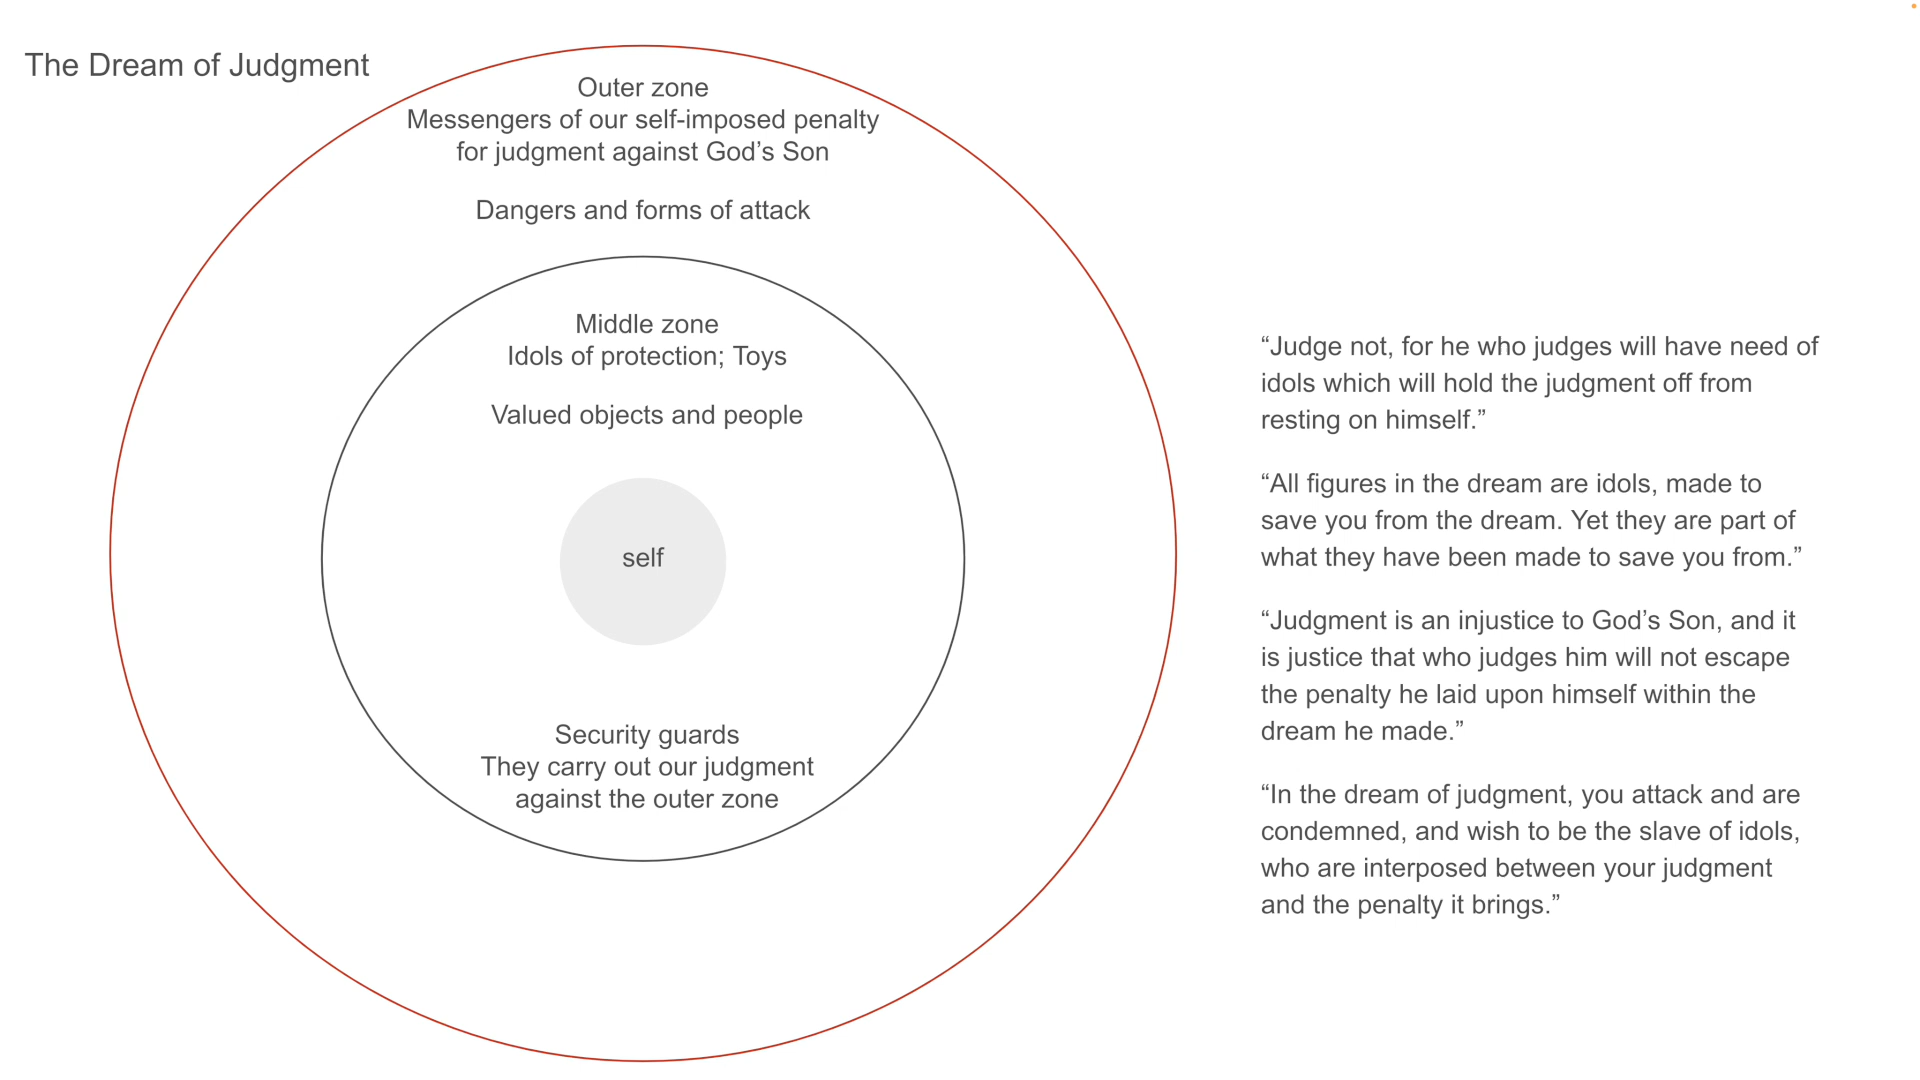 The Dream of Judgment
Outer zone
Messengers of our self-imposed penalty
for judgment against God’s Son
Dangers and forms of attack
Middle zone
Idols of protection; Toys
Valued objects and people
self
Security guards
They carry out our judgment
against the outer zone
“Judge not, for he who judges will have need of
idols which will hold the judgment off from
resting on himself.”
“All figures in the dream are idols, made to
save you from the dream. Yet they are part of
what they have been made to save you from.”
“Judgment is an injustice to God’s Son, and it
is justice that who judges him will not escape
the penalty he laid upon himself within the
dream he made.”
“In the dream of judgment, you attack and are
condemned, and wish to be the slave of idols,
who are interposed between your judgment
and the penalty it brings.”